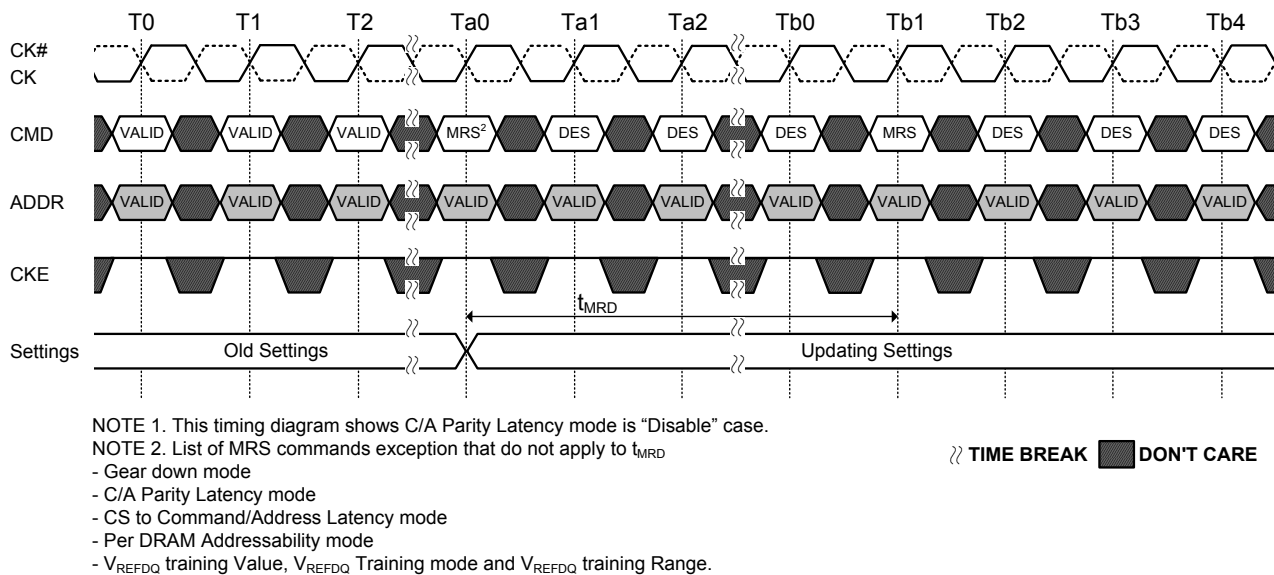 T0 T1 T2 Ta0 Ta1 Ta2 Tb0 Tb1 Tb2 Tb3 Tb4
CK#
CK
CMD VALID VALID VALID MRS² DES DES DES MRS DES DES DES
ADDR VALID VALID VALID VALID VALID VALID VALID VALID VALID VALID VALID
CKE
tMRD
Settings Old Settings Updating Settings
NOTE 1. This timing diagram shows C/A Parity Latency mode is “Disable” case.
NOTE 2. List of MRS commands exception that do not apply to tMRD
- Gear down mode
- C/A Parity Latency mode
- CS to Command/Address Latency mode
- Per DRAM Addressability mode
- VREFDQ training Value, VREFDQ Training mode and VREFDQ training Range.
TIME BREAK DON'T CARE